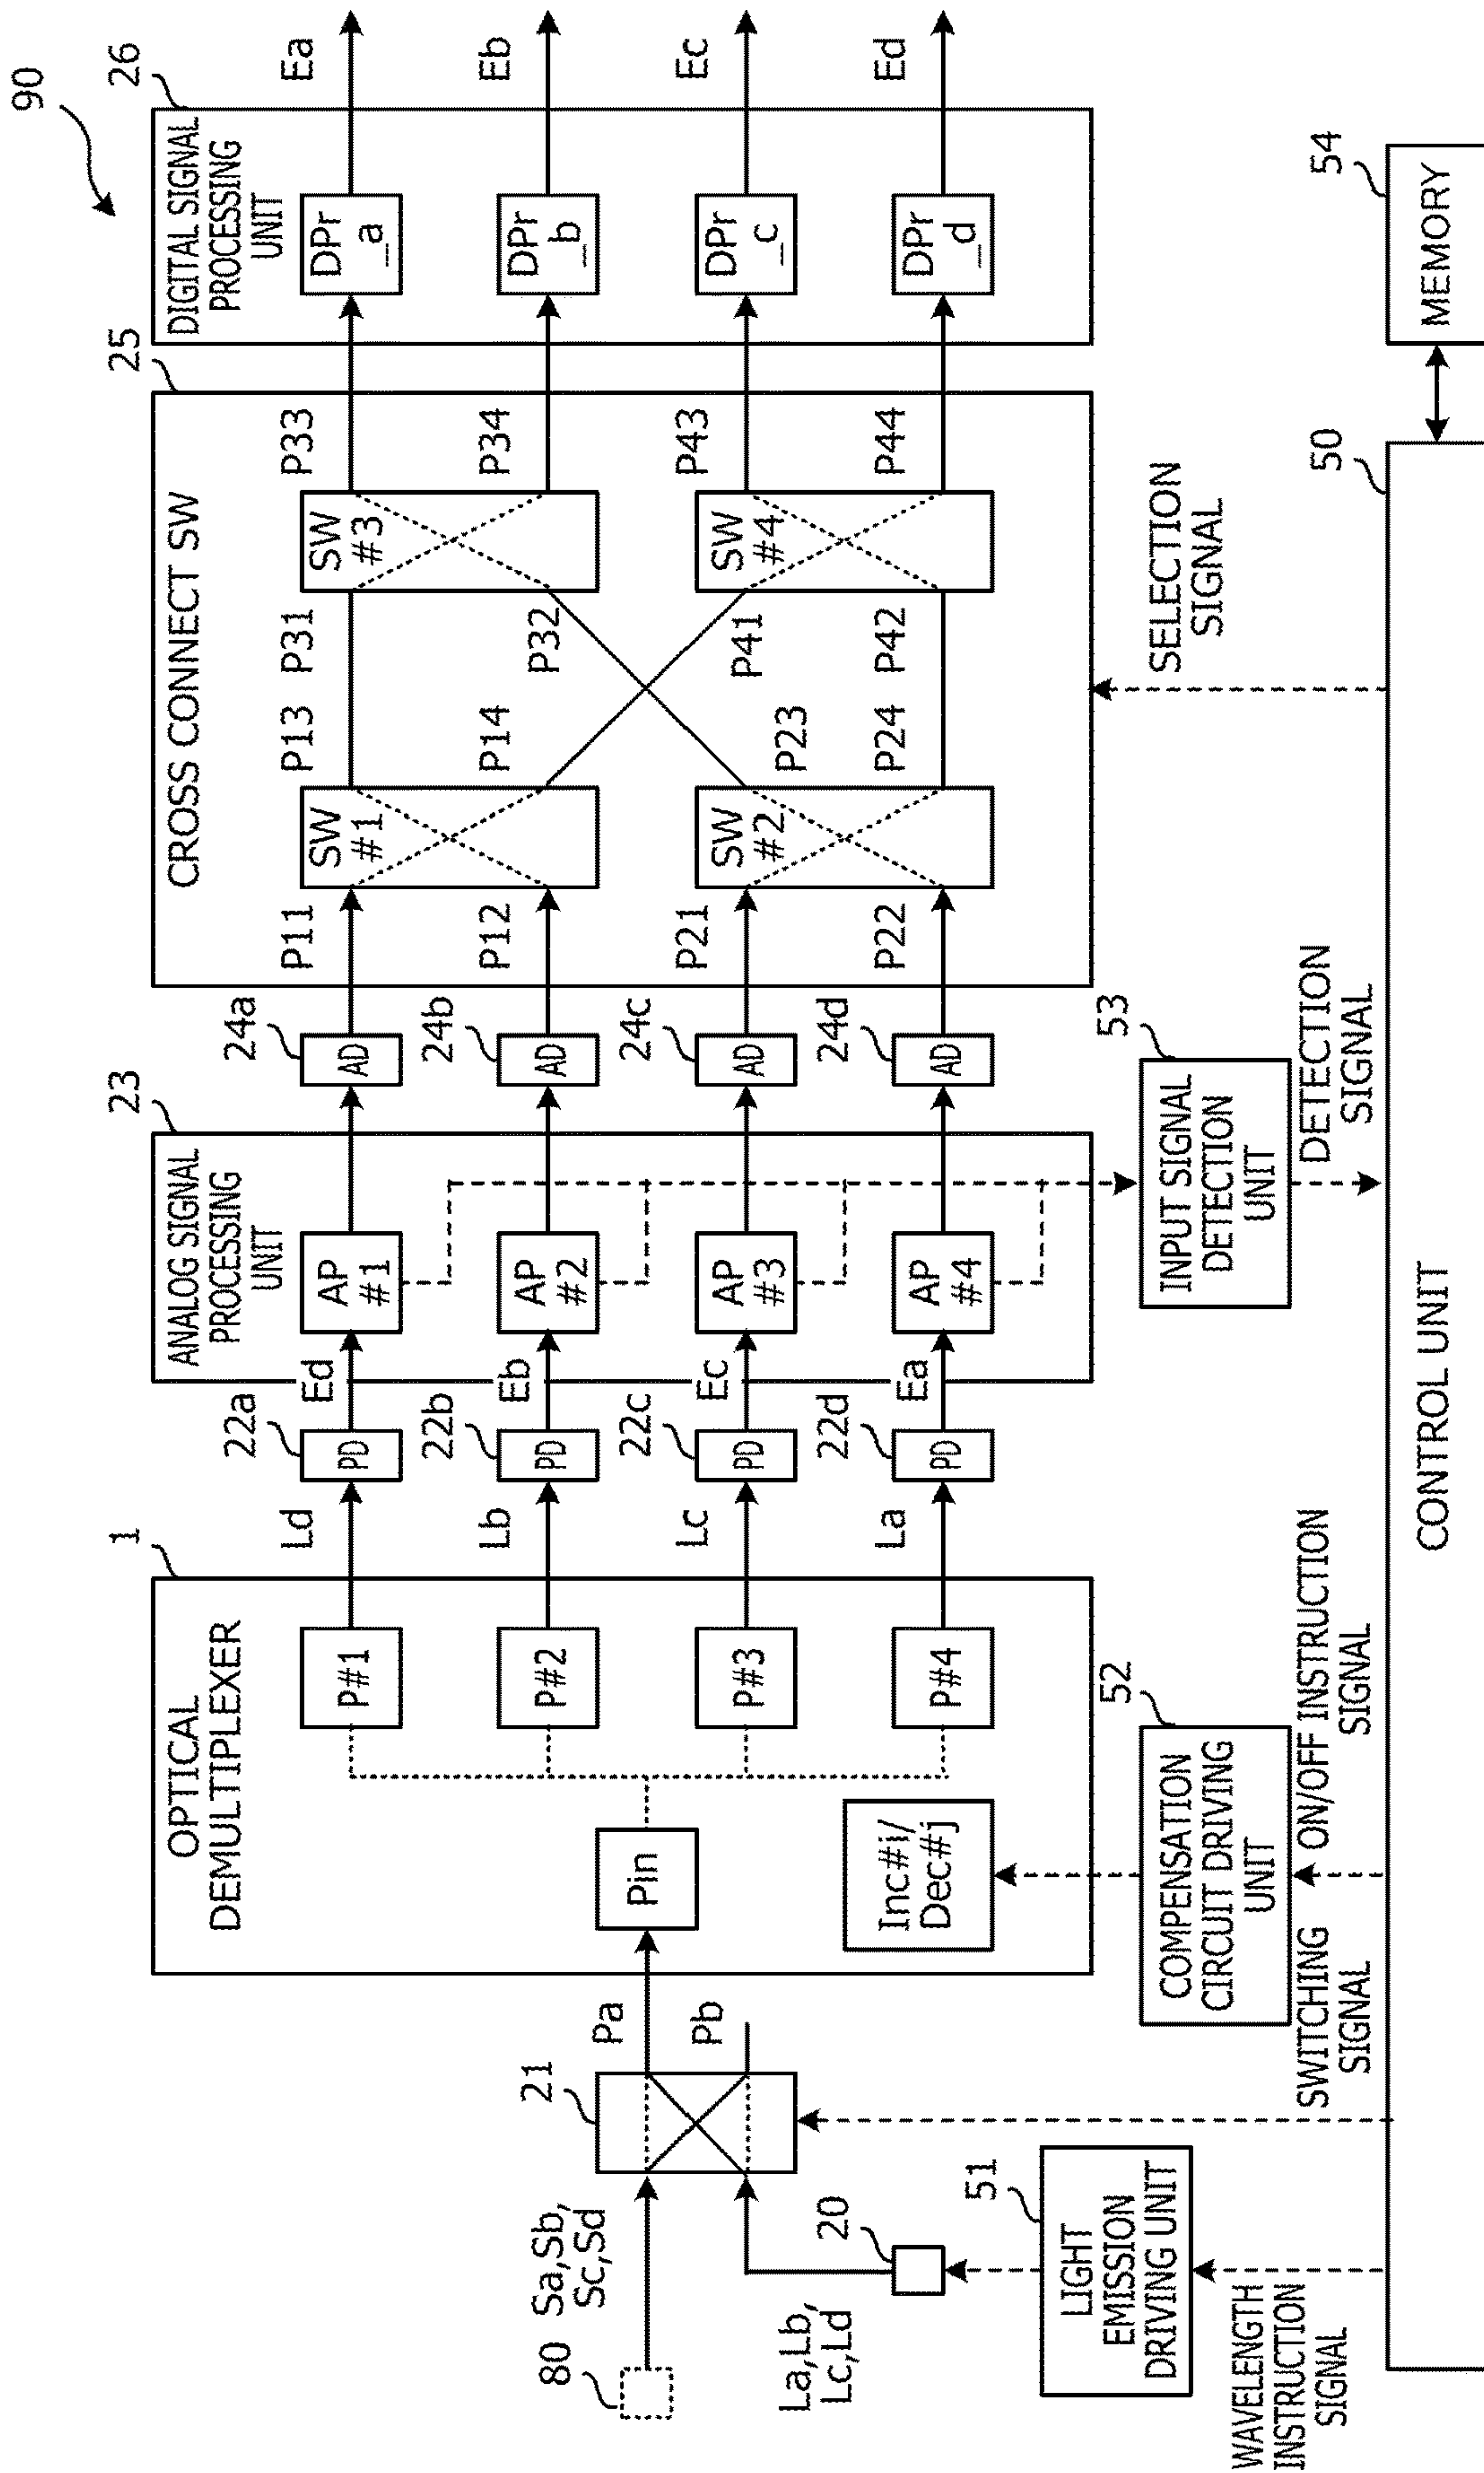 90
80
Sa,Sb,
Sc,Sd
La,Lb,
Lc,Ld
20
21
Pa
Pb
51
LIGHT
EMISSION
DRIVING UNIT
WAVELENGTH
INSTRUCTION
SIGNAL
SWITCHING
SIGNAL
1
OPTICAL
DEMULTIPLEXER
Pin
P#1
P#2
P#3
P#4
Inc#i/
Dec#j
52
COMPENSATION
CIRCUIT DRIVING
UNIT
ON/OFF INSTRUCTION
SIGNAL
Ld
Lb
Lc
La
22a
PD
22b
PD
22c
PD
22d
PD
Ed
Eb
Ec
Ea
23
ANALOG SIGNAL
PROCESSING
UNIT
AP
#1
AP
#2
AP
#3
AP
#4
53
INPUT SIGNAL
DETECTION
UNIT
DETECTION
SIGNAL
24a
AD
24b
AD
24c
AD
24d
AD
25
CROSS CONNECT SW
P11
P12
P21
P22
SW
#1
SW
#2
P13
P14
P23
P24
P31
P32
P41
P42
SW
#3
SW
#4
P33
P34
P43
P44
SELECTION
SIGNAL
26
DIGITAL SIGNAL
PROCESSING
UNIT
DPr
_a
DPr
_b
DPr
_c
DPr
_d
Ea
Eb
Ec
Ed
50
CONTROL UNIT
54
MEMORY